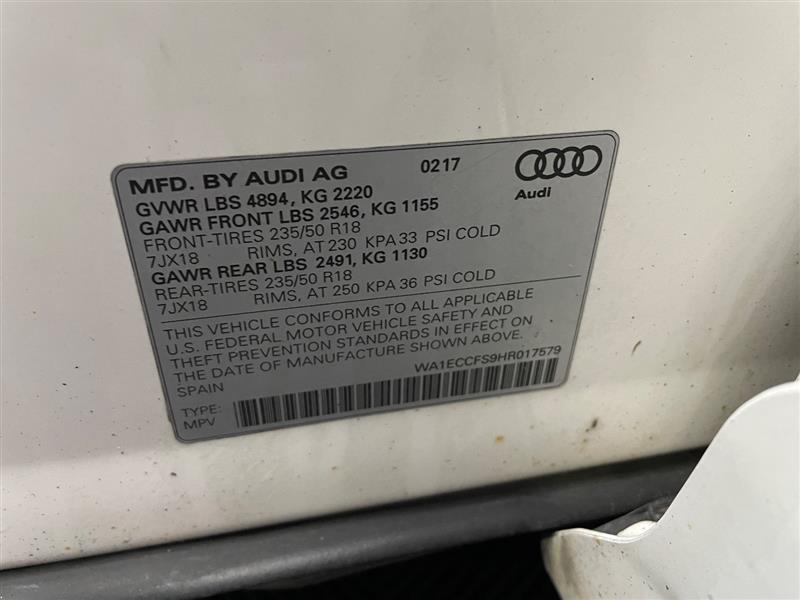 MFD. BY AUDI AG 0217
Audi
GVWR LBS 4894, KG 2220
GAWR FRONT LBS 2546, KG 1155
FRONT-TIRES 235/50 R18
7JX18 RIMS, AT 230 KPA 33 PSI COLD
GAWR REAR LBS 2491, KG 1130
REAR-TIRES 235/50 R18
7JX18 RIMS, AT 250 KPA 36 PSI COLD
THIS VEHICLE CONFORMS TO ALL APPLICABLE
U.S. FEDERAL MOTOR VEHICLE SAFETY AND
THEFT PREVENTION STANDARDS IN EFFECT ON
THE DATE OF MANUFACTURE SHOWN ABOVE
SPAIN WA1ECCFS9HR017579
TYPE:
MPV